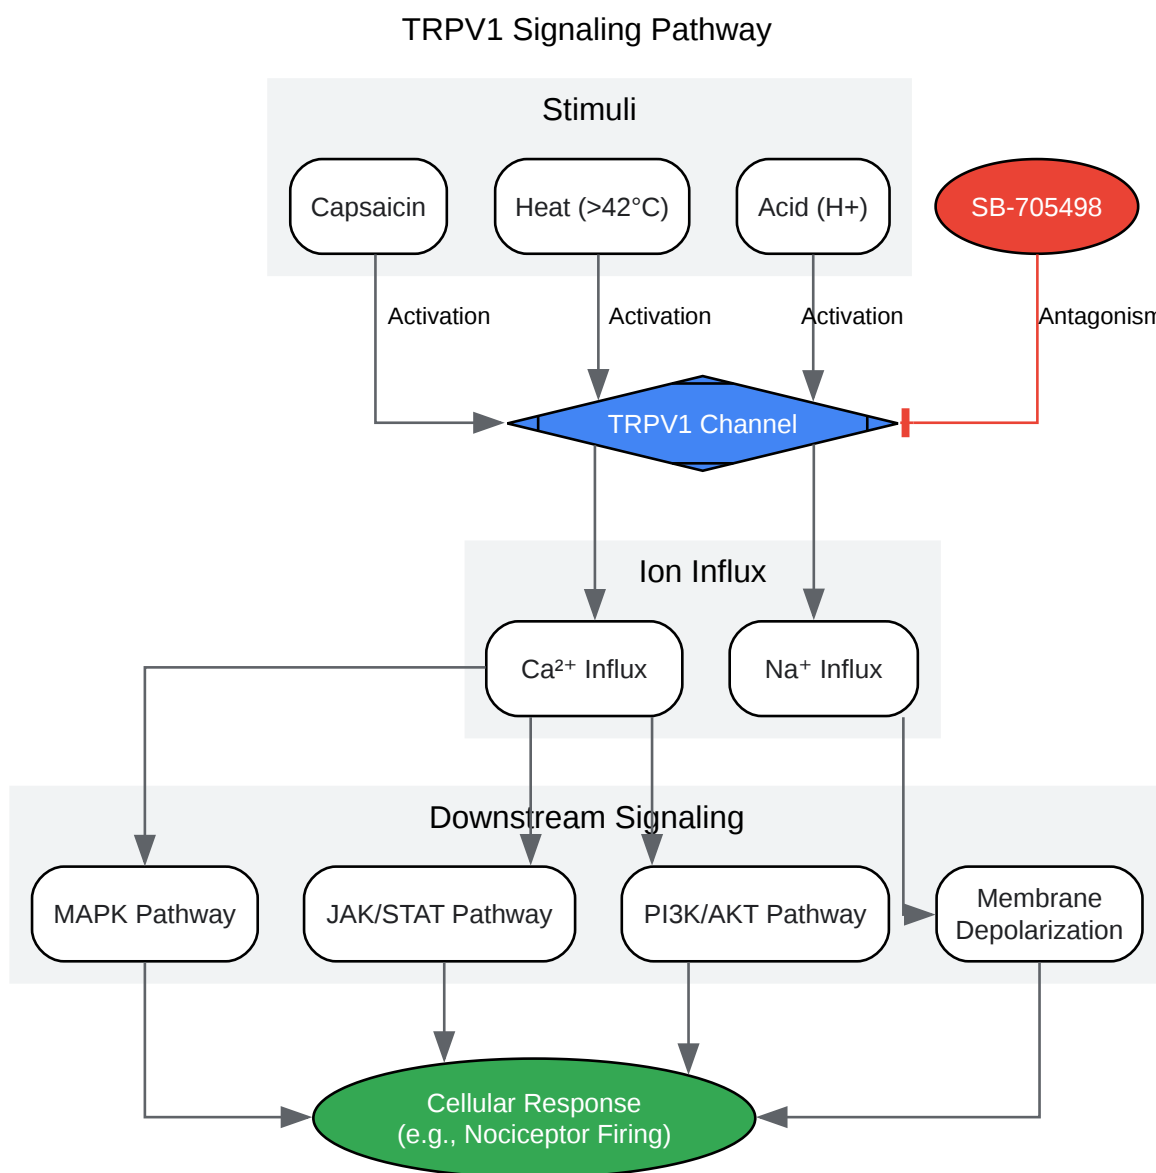 TRPV1 Signaling Pathway
Stimuli
Capsaicin
Heat (>42°C)
Acid (H+)
SB-705498
Activation
Activation
Activation
Antagonism
TRPV1 Channel
Ion Influx
Ca²⁺ Influx
Na⁺ Influx
Downstream Signaling
MAPK Pathway
JAK/STAT Pathway
PI3K/AKT Pathway
Membrane
Depolarization
Cellular Response
(e.g., Nociceptor Firing)